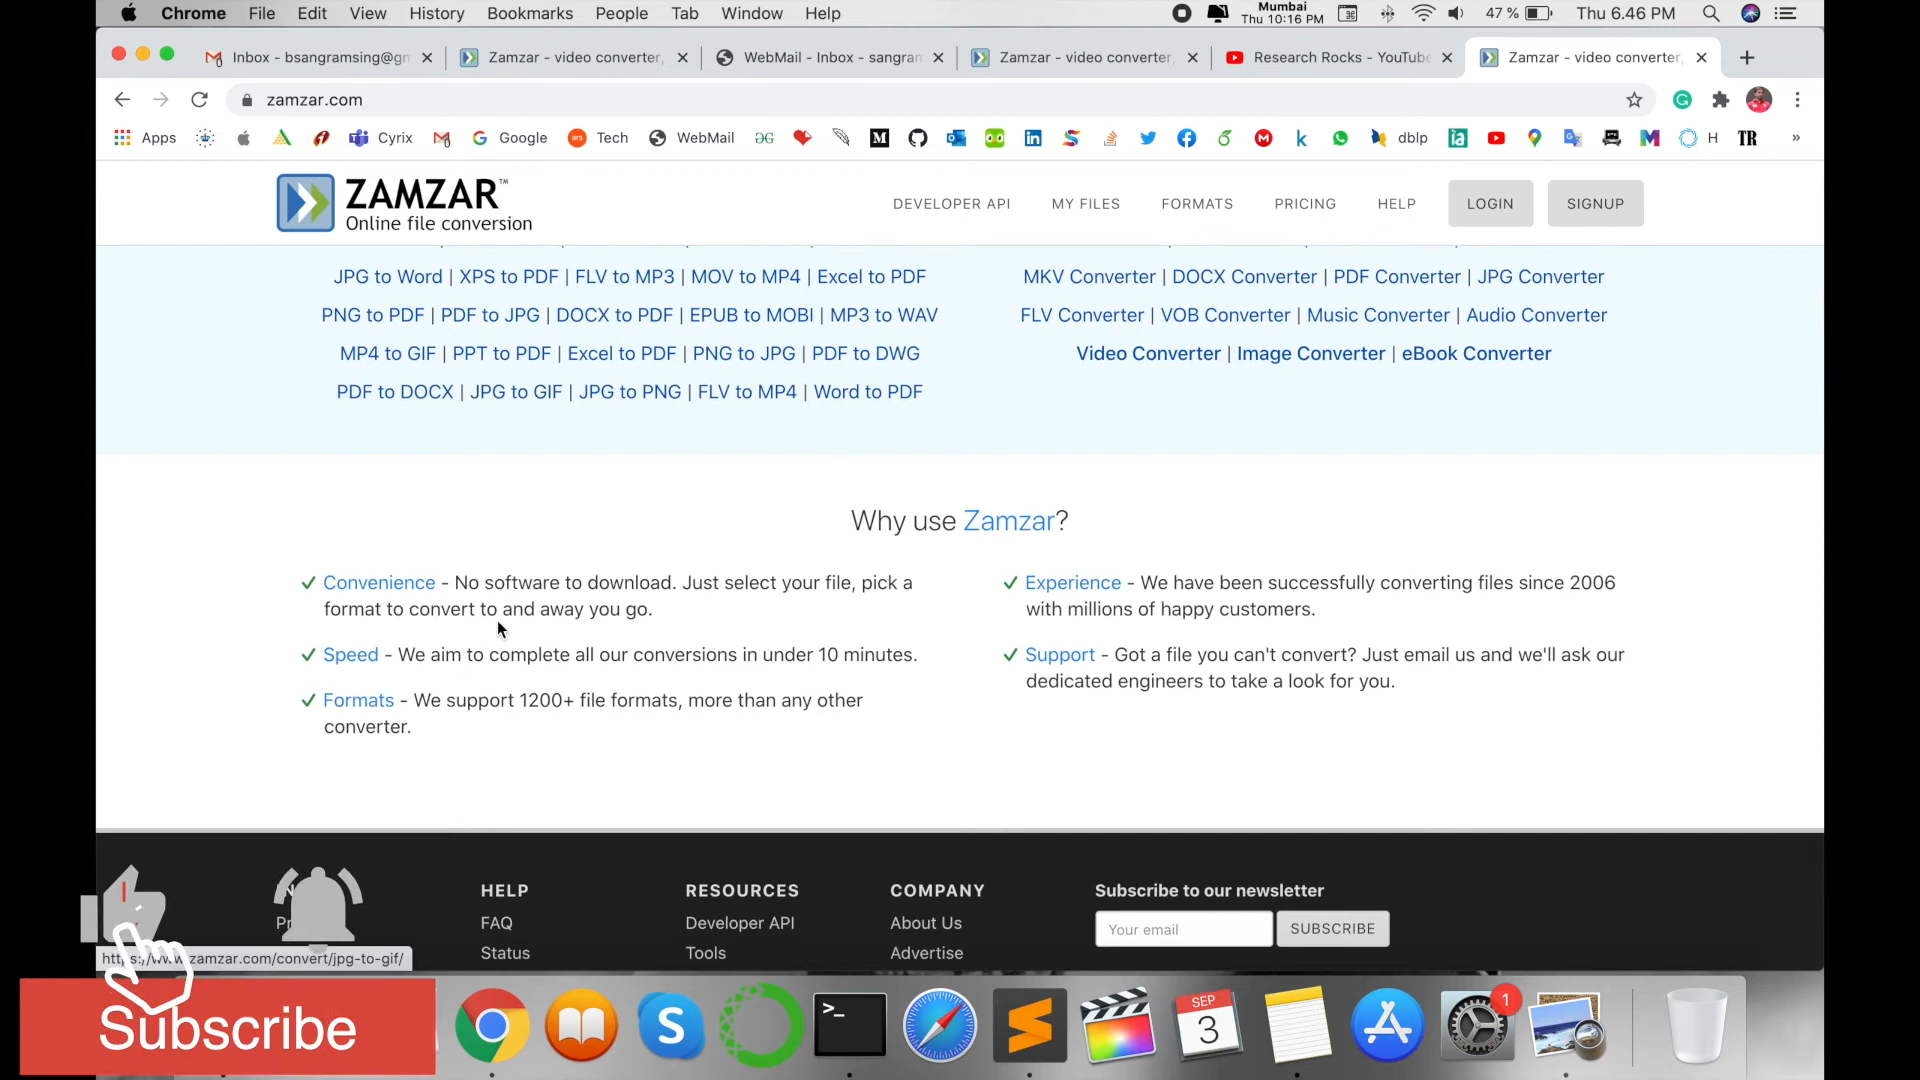 Chrome File Edit View History Bookmarks People Tab Window Help Mumbai Thu 10:16 PM 47 % Thu 6.46 PM
Inbox - bsangramsing@gm Zamzar - video converter, WebMail - Inbox - sangram Zamzar - video converter, Research Rocks - YouTube Zamzar - video converter,
zamzar.com
Apps Cyrix Google ars Tech WebMail dblp H TR »
ZAMZAR™
Online file conversion
DEVELOPER API MY FILES FORMATS PRICING HELP LOGIN SIGNUP
JPG to Word | XPS to PDF | FLV to MP3 | MOV to MP4 | Excel to PDF
PNG to PDF | PDF to JPG | DOCX to PDF | EPUB to MOBI | MP3 to WAV
MP4 to GIF | PPT to PDF | Excel to PDF | PNG to JPG | PDF to DWG
PDF to DOCX | JPG to GIF | JPG to PNG | FLV to MP4 | Word to PDF
MKV Converter | DOCX Converter | PDF Converter | JPG Converter
FLV Converter | VOB Converter | Music Converter | Audio Converter
Video Converter | Image Converter | eBook Converter
Why use Zamzar?
Convenience - No software to download. Just select your file, pick a
format to convert to and away you go.
Speed - We aim to complete all our conversions in under 10 minutes.
Formats - We support 1200+ file formats, more than any other
converter.
Experience - We have been successfully converting files since 2006
with millions of happy customers.
Support - Got a file you can't convert? Just email us and we'll ask our
dedicated engineers to take a look for you.
HELP
FAQ
Status
RESOURCES
Developer API
Tools
COMPANY
About Us
Advertise
Subscribe to our newsletter
Your email SUBSCRIBE
https://www.zamzar.com/convert/jpg-to-gif/
Subscribe
SEP
3
1